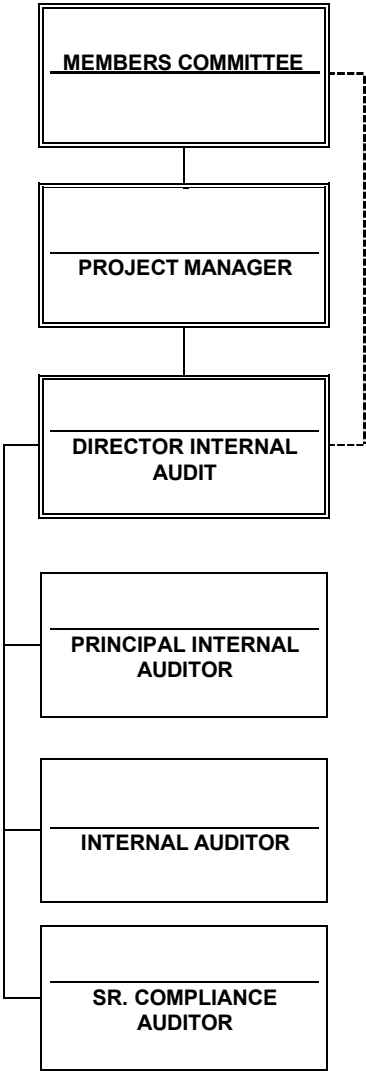 MEMBERS COMMITTEE
PROJECT MANAGER
DIRECTOR INTERNAL
AUDIT
PRINCIPAL INTERNAL
AUDITOR
INTERNAL AUDITOR
SR. COMPLIANCE
AUDITOR